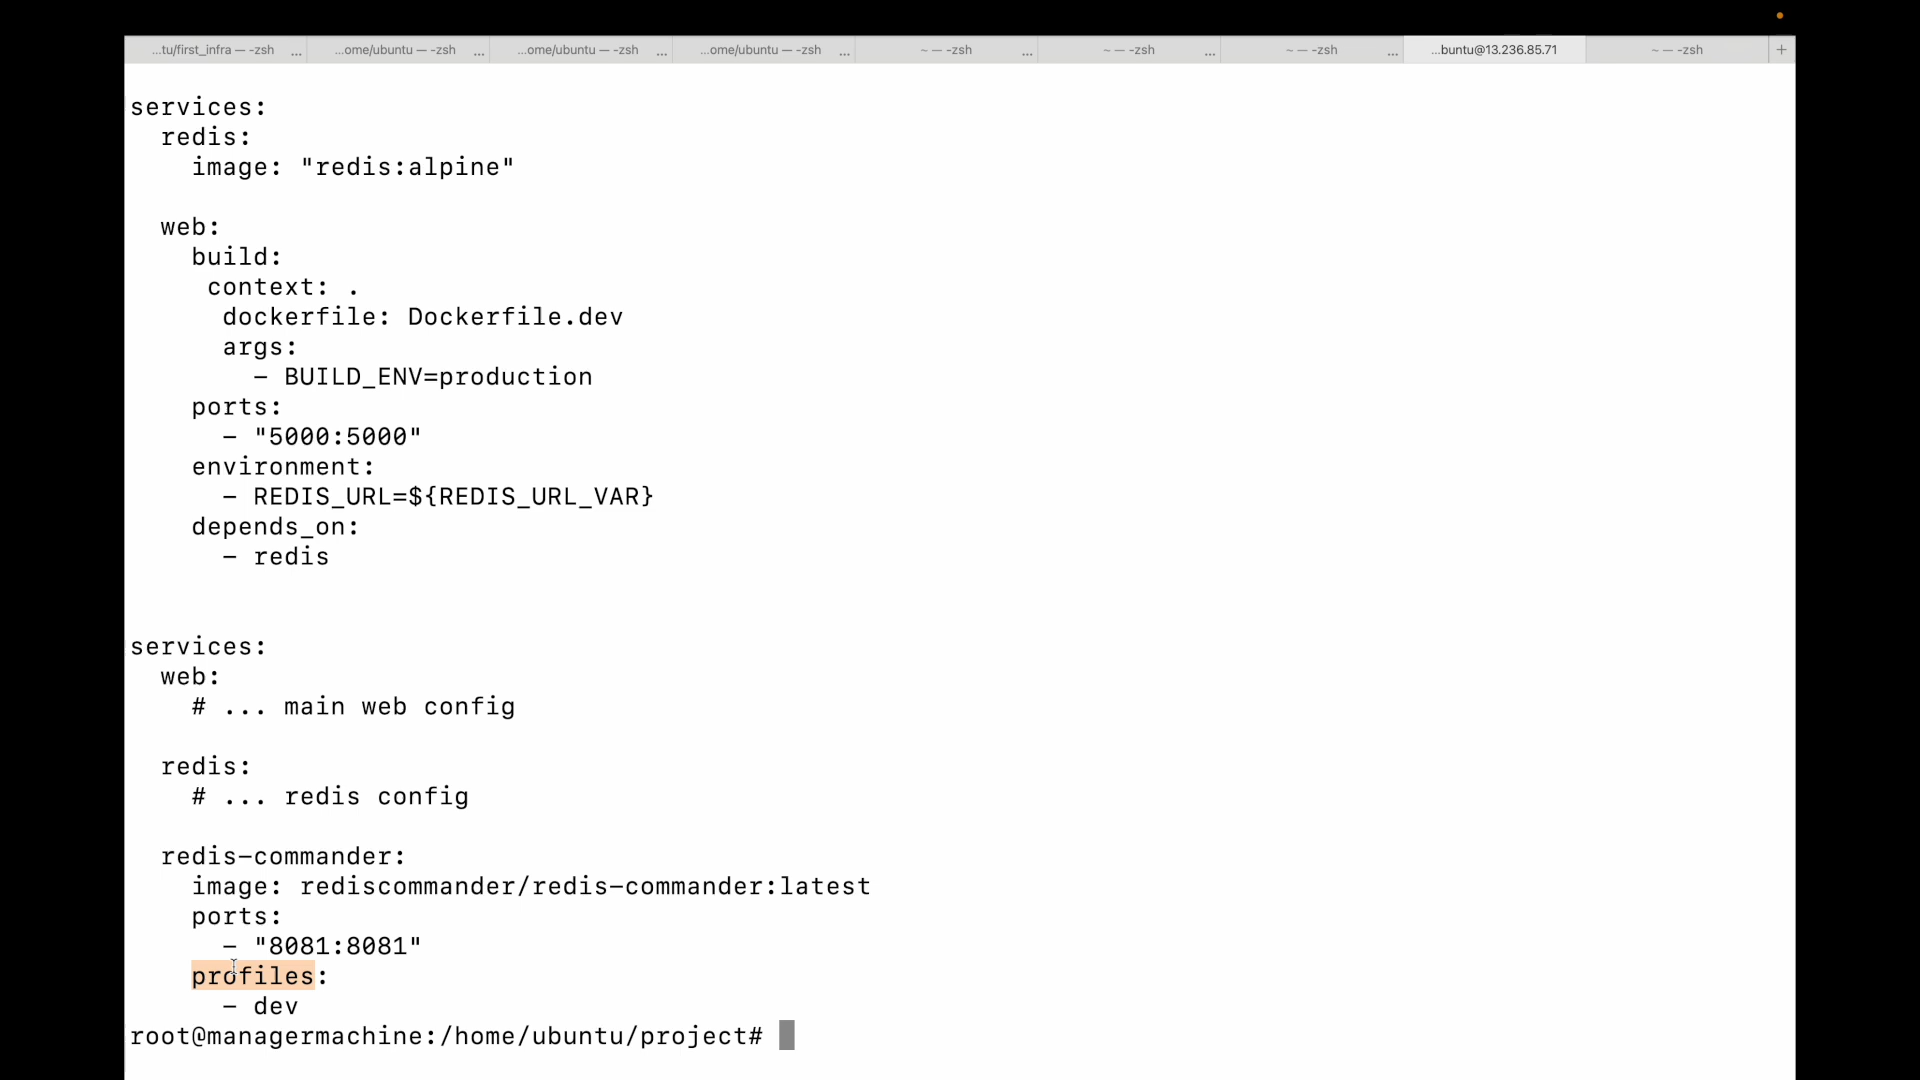 ...tu/first_infra — -zsh ... ...ome/ubuntu — -zsh ... ...ome/ubuntu — -zsh ... ...ome/ubuntu — -zsh ... ~ — -zsh ... ~ — -zsh ... ~ — -zsh ... ...buntu@13.236.85.71 ~ — -zsh +
services:
  redis:
    image: "redis:alpine"

  web:
    build:
     context: .
      dockerfile: Dockerfile.dev
      args:
        - BUILD_ENV=production
    ports:
      - "5000:5000"
    environment:
      - REDIS_URL=${REDIS_URL_VAR}
    depends_on:
      - redis


services:
  web:
    # ... main web config

  redis:
    # ... redis config

  redis-commander:
    image: rediscommander/redis-commander:latest
    ports:
      - "8081:8081"
    profiles:
      - dev
root@managermachine:/home/ubuntu/project#